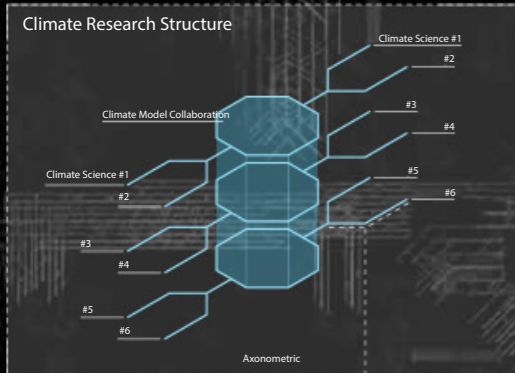 Climate Research Structure
Climate Science #1
#2
Climate Model Collaboration
#3
#4
Climate Science #1
#5
#2
#6
#3
#4
#5
#6
Axonometric